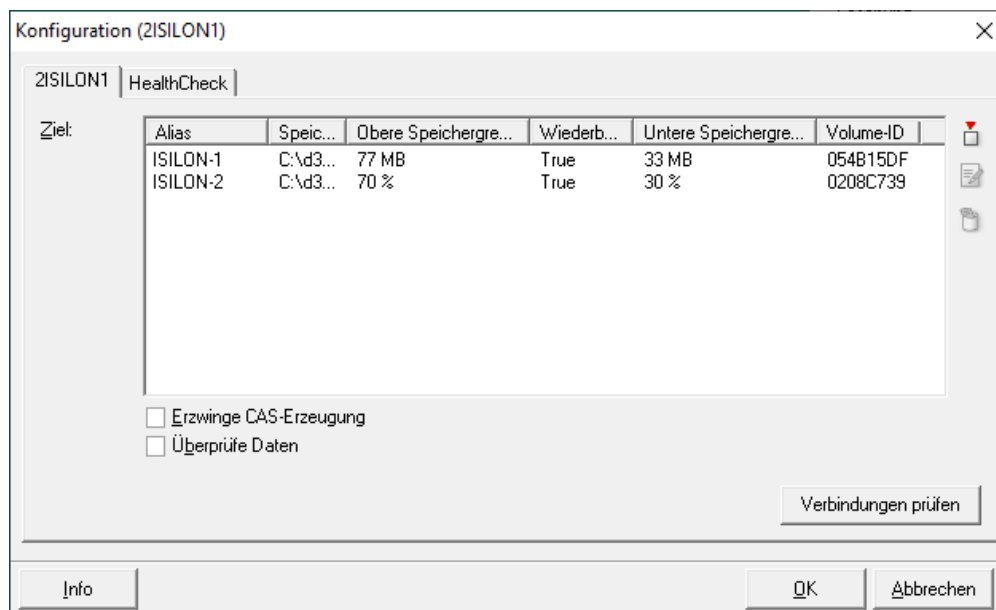 Konfiguration (2ISILON1)
2ISILON1 HealthCheck
Ziel:
Alias Speic... Obere Speichergre... Wiederb... Untere Speichergre... Volume-ID
ISILON-1 C:\d3... 77 MB True 33 MB 054B15DF
ISILON-2 C:\d3... 70 % True 30 % 0208C739
Erzwinge CAS-Erzeugung
Überprüfe Daten
Verbindungen prüfen
Info OK Abbrechen